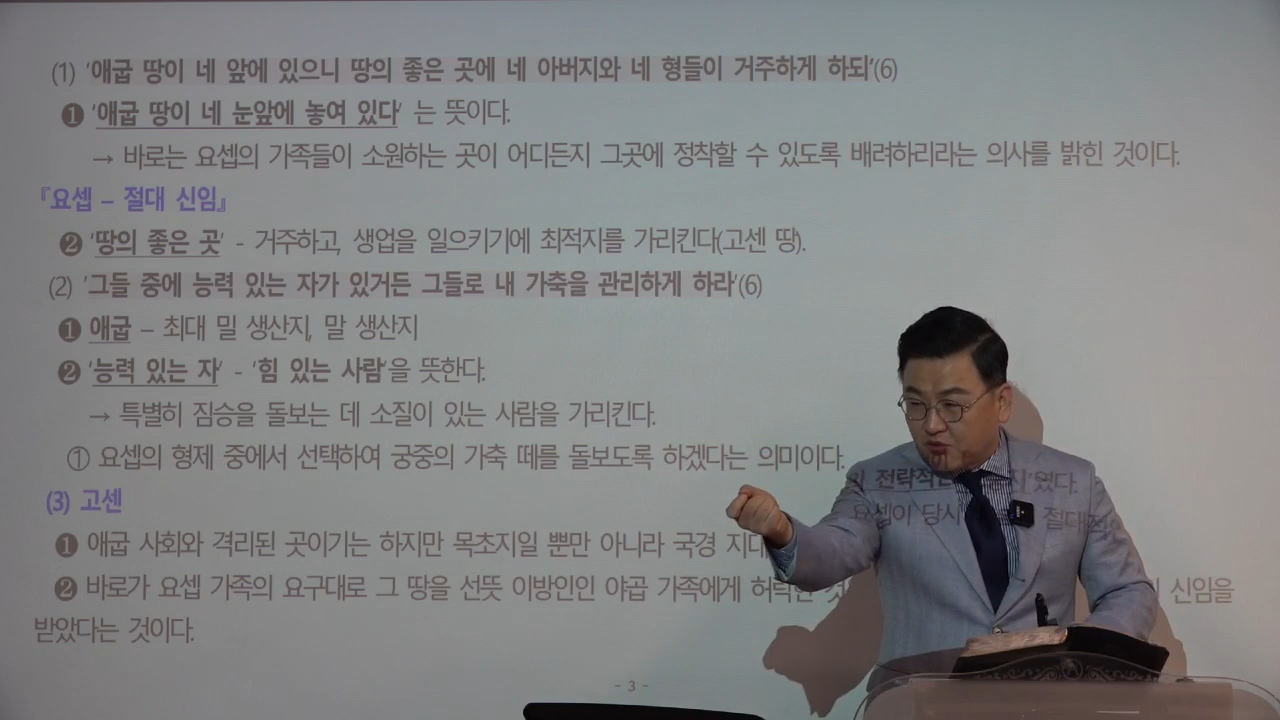 (1) '애굽 땅이 네 앞에 있으니 땅의 좋은 곳에 네 아버지와 네 형들이 거주하게 하되'(6)
❶ '애굽 땅이 네 눈앞에 놓여 있다' 는 뜻이다.
→ 바로는 요셉의 가족들이 소원하는 곳이 어디든지 그곳에 정착할 수 있도록 배려하리라는 의사를 밝힌 것이다.
『요셉 – 절대 신임』
❷ '땅의 좋은 곳' - 거주하고, 생업을 일으키기에 최적지를 가리킨다(고센 땅).
(2) '그들 중에 능력 있는 자가 있거든 그들로 내 가축을 관리하게 하라'(6)
❶ 애굽 – 최대 밀 생산지, 말 생산지
❷ '능력 있는 자' - '힘 있는 사람'을 뜻한다.
→ 특별히 짐승을 돌보는 데 소질이 있는 사람을 가리킨다.
① 요셉의 형제 중에서 선택하여 궁중의 가축 떼를 돌보도록 하겠다는 의미이다.
(3) 고센
❶ 애굽 사회와 격리된 곳이기는 하지만 목초지일 뿐만 아니라 국경 지대 전략적 였다.
❷ 바로가 요셉 가족의 요구대로 그 땅을 선뜻 이방인인 야곱 가족에게 허락한 것 요셉이 당시 절대 신임을
받았다는 것이다.
- 3 -